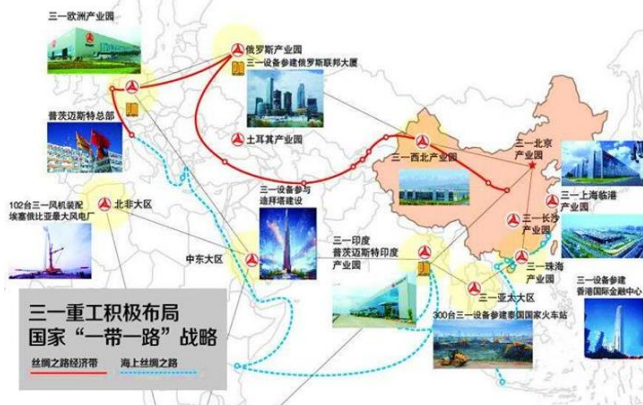 三一欧洲产业园
俄罗斯产业园
三一设备参建俄罗斯联邦大厦
普茨迈斯特总部
土耳其产业园
三一西北产业园
三一北京
产业园
三一上海临港
产业园
三一长沙
产业园
102台三一风机装配
埃塞俄比亚最大风电厂
北非大区
三一设备参与
迪拜塔建设
中东大区
三一印度
普茨迈斯特印度
产业园
三一珠海
产业园
三一亚太大区
三一设备参建
香港国际金融中心
300台三一设备参建泰国国家火车站
三一重工积极布局
国家“一带一路”战略
丝绸之路经济带
海上丝绸之路